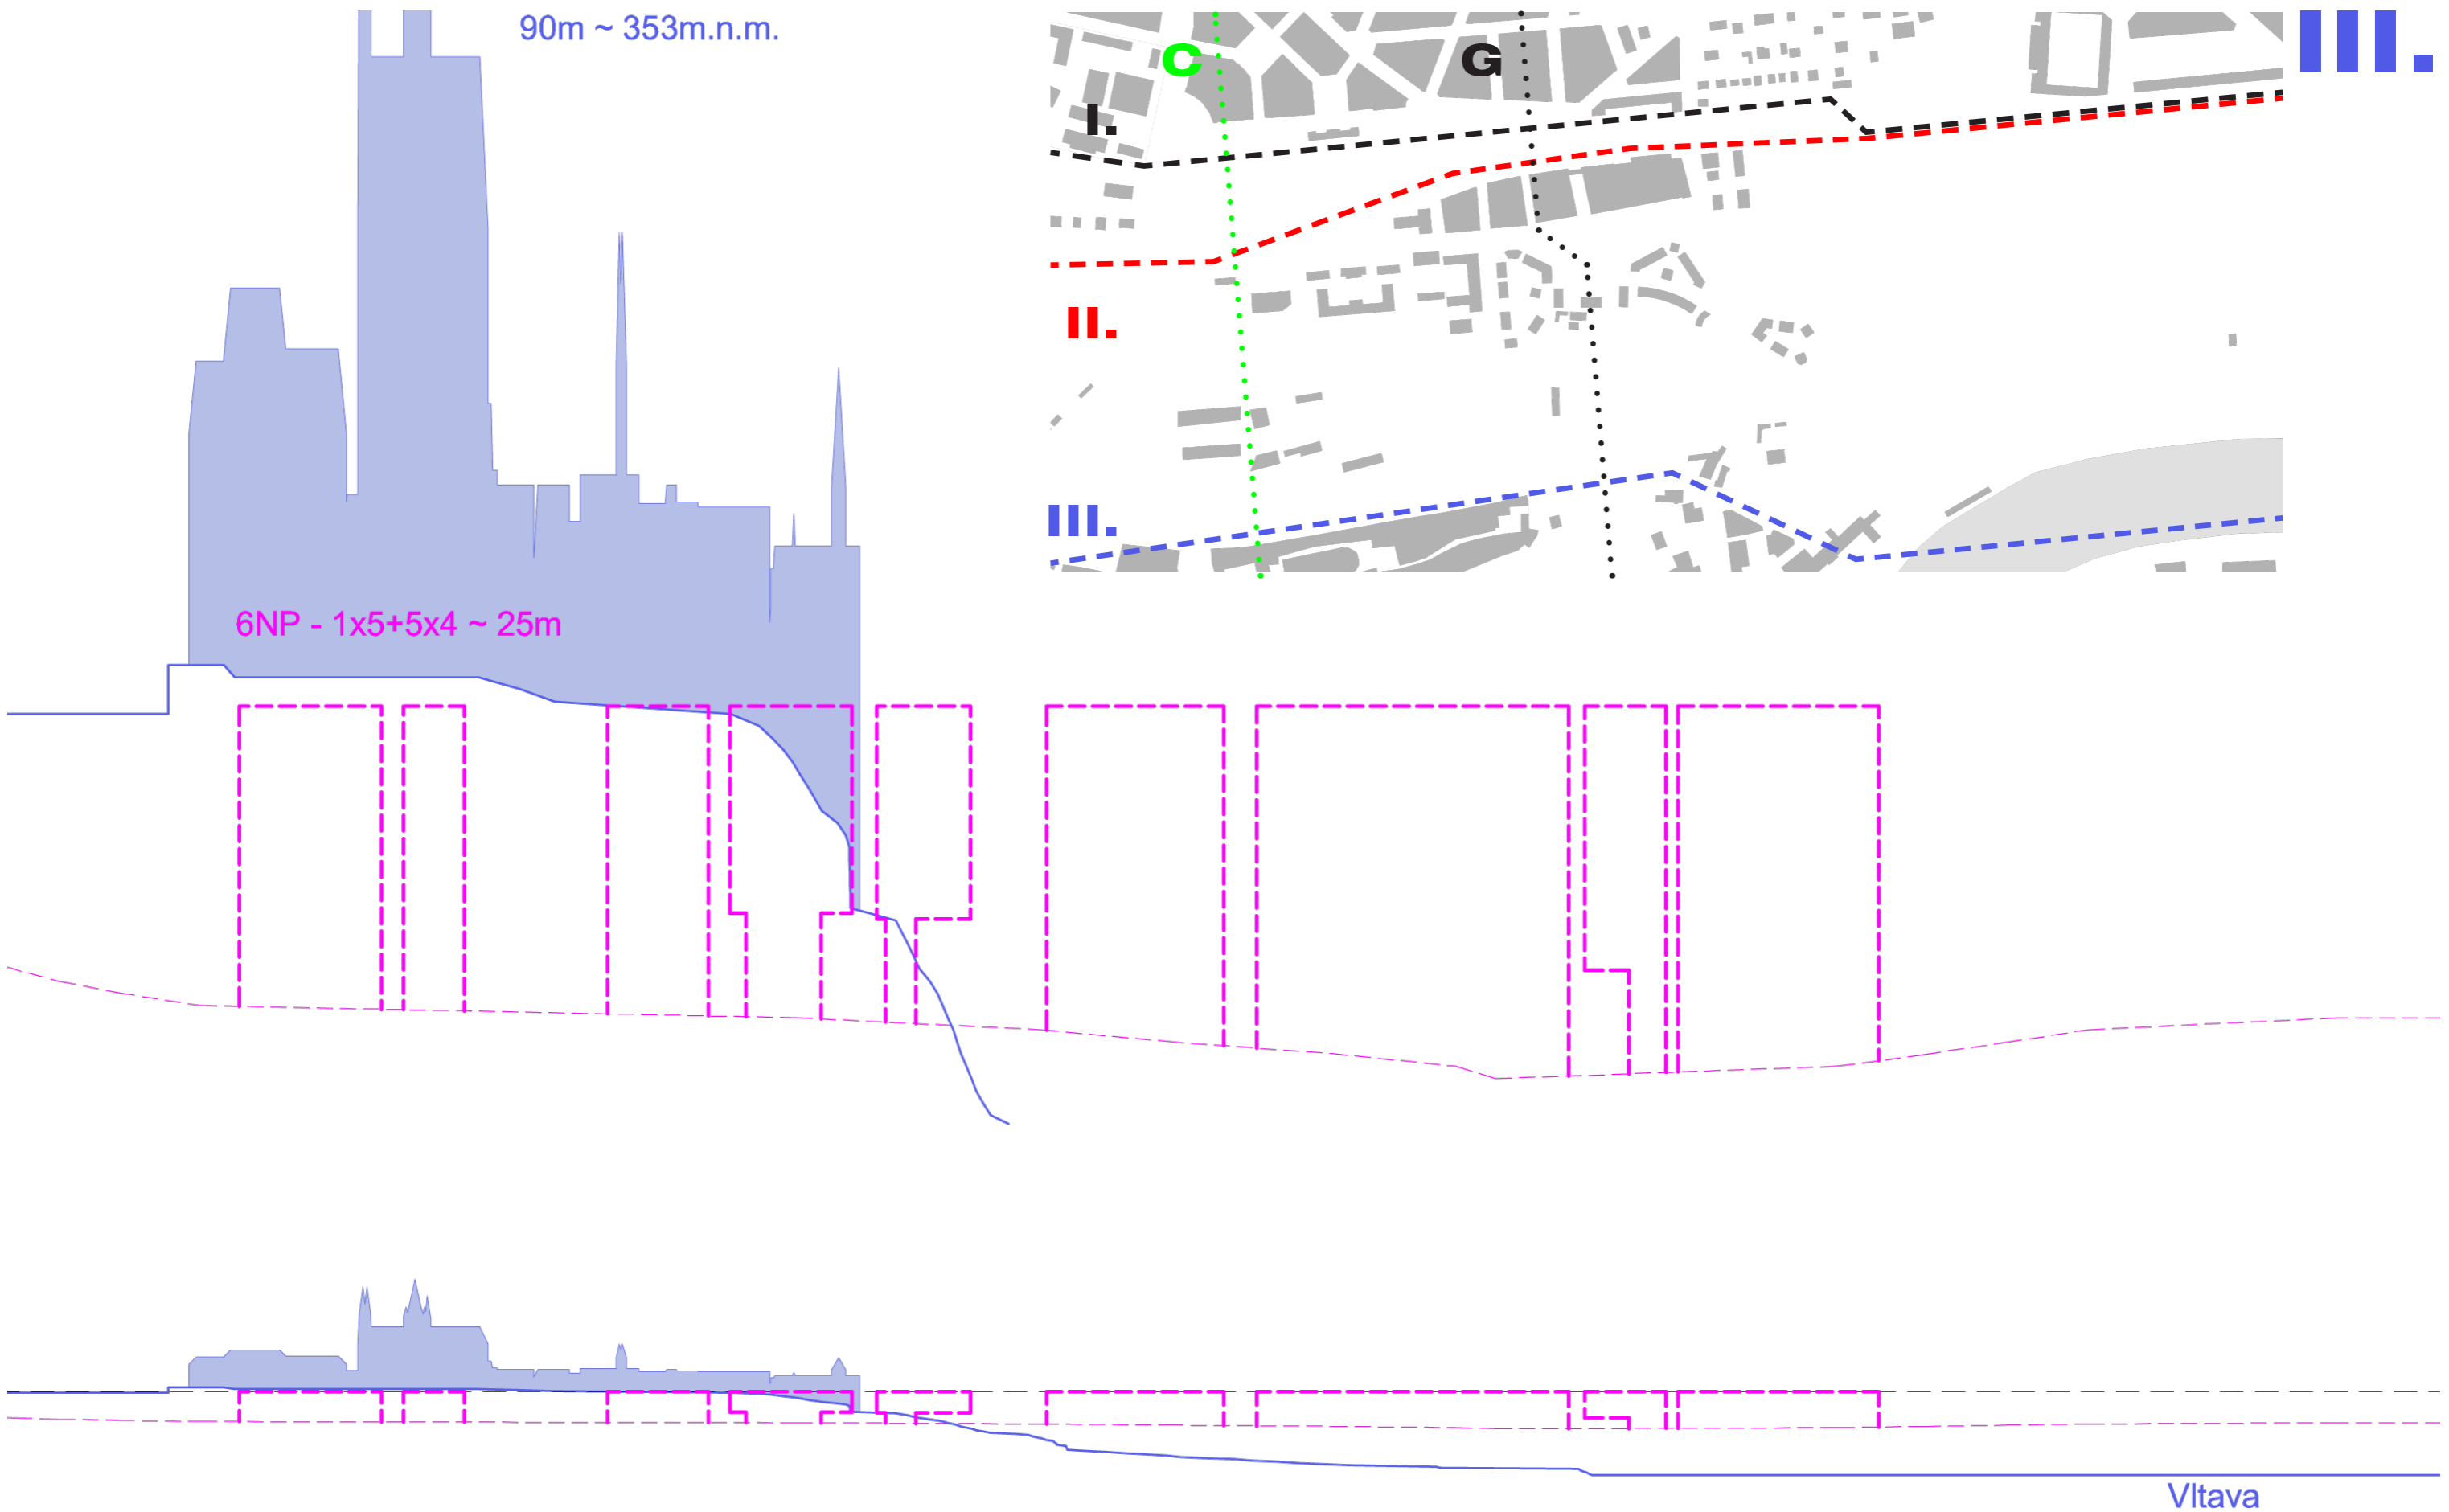 90m ~ 353m.n.m.
III.
C
G
I.
II.
III.
6NP - 1x5+5x4 ~ 25m
Vltava